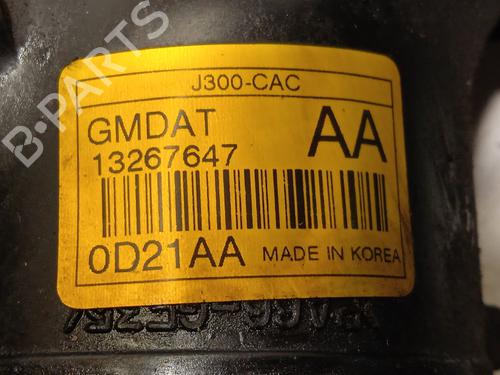 J300-CAC
GMDAT
AA
13267647
0D21AA
MADE IN KOREA
B-PARTS